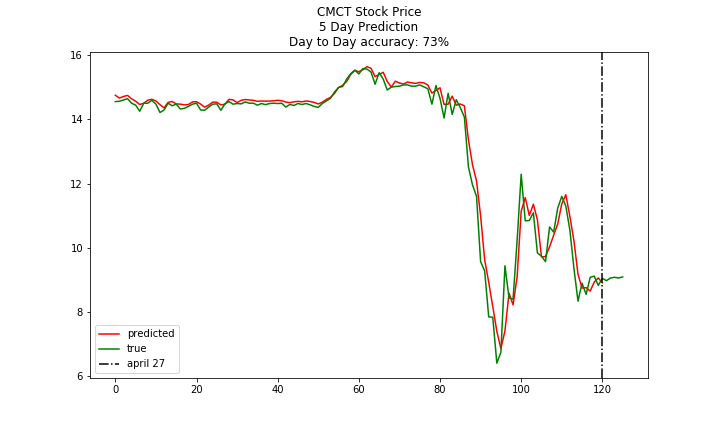 CMCT Stock Price
5 Day Prediction
Day to Day accuracy: 73%
16
14
12
10
8
6
predicted
true
april 27
0
20
40
60
80
100
120